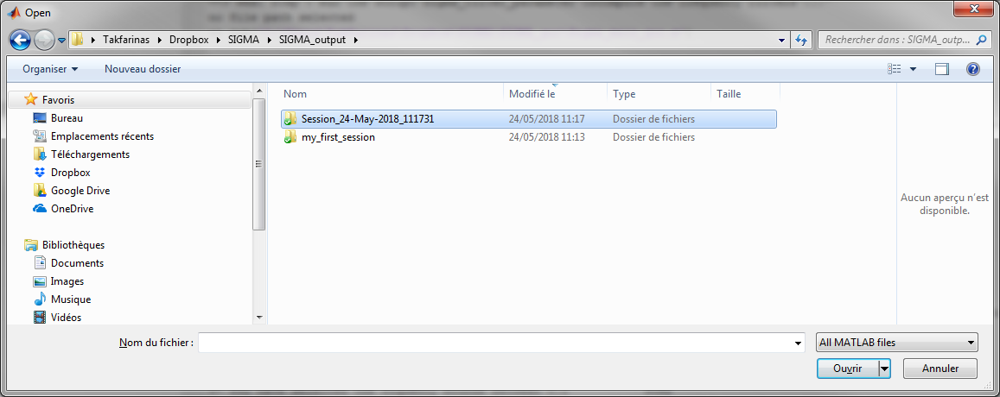 Open
Takfarinas Dropbox SIGMA SIGMA_output
Rechercher dans : SIGMA_outp...
Organiser Nouveau dossier
Nom Modifié le Type Taille
Favoris
Bureau
Emplacements récents
Téléchargements
Dropbox
Google Drive
OneDrive
Bibliothèques
Documents
Images
Musique
Vidéos
Session_24-May-2018_111731 24/05/2018 11:17 Dossier de fichiers
my_first_session 24/05/2018 11:13 Dossier de fichiers
Aucun aperçu n'est
disponible.
Nom du fichier :
All MATLAB files
Ouvrir
Annuler